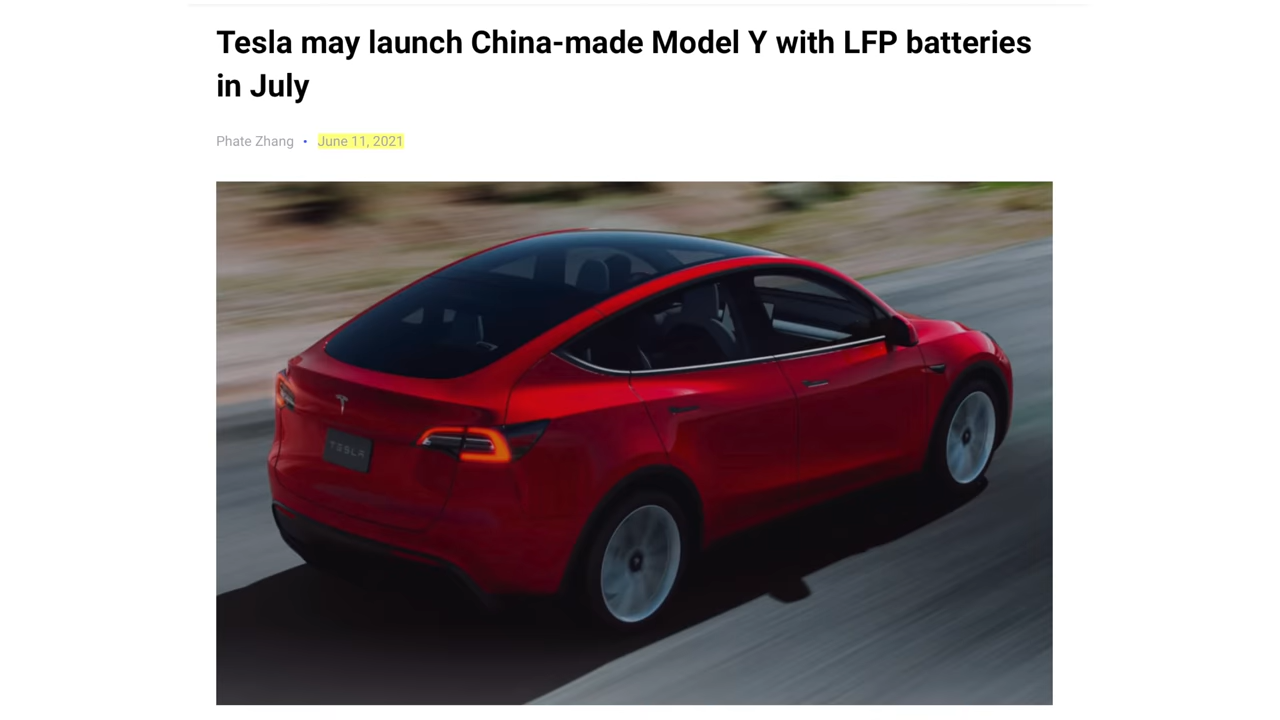 Tesla may launch China-made Model Y with LFP batteries
in July
Phate Zhang • June 11, 2021
TESLA